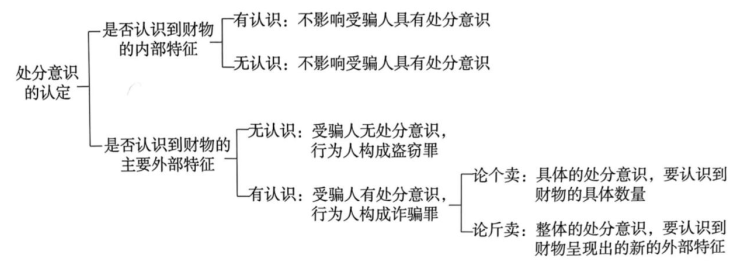 处分意识
的认定
是否认识到财物
的内部特征
有认识：不影响受骗人具有处分意识
无认识：不影响受骗人具有处分意识
是否认识到财物的
主要外部特征
无认识：受骗人无处分意识，
行为人构成盗窃罪
有认识：受骗人有处分意识，
行为人构成诈骗罪
论个卖：具体的处分意识，要认识到
财物的具体数量
论斤卖：整体的处分意识，要认识到
财物呈现出的新的外部特征